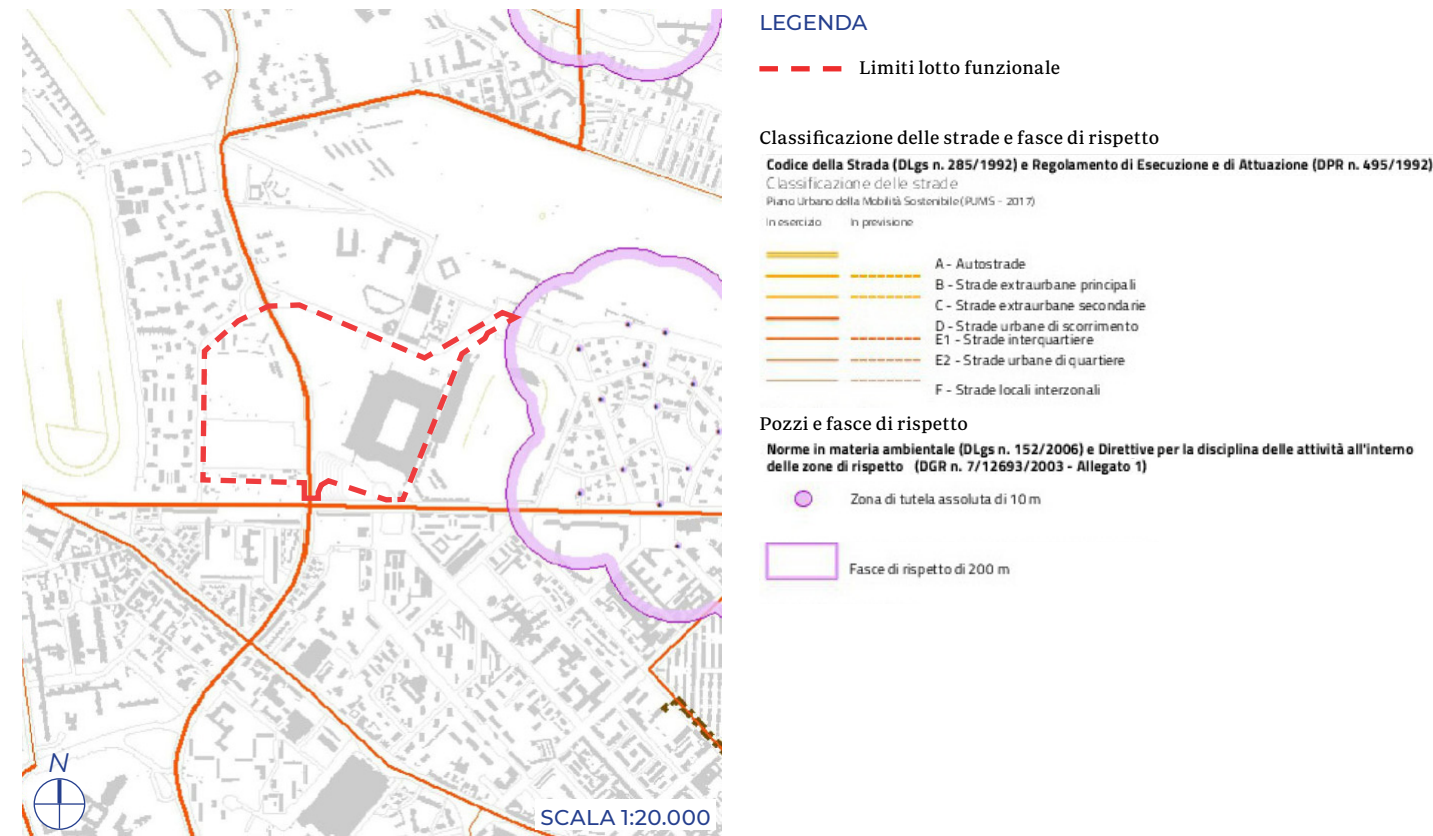 LEGENDA
Limiti lotto funzionale
Classificazione delle strade e fasce di rispetto
Codice della Strada (DLgs n. 285/1992) e Regolamento di Esecuzione e di Attuazione (DPR n. 495/1992)
Classificazione delle strade
Piano Urbano della Mobilità Sostenibile (PUMS - 2017)
In esercizio In previsione
A - Autostrade
B - Strade extraurbane principali
C - Strade extraurbane secondarie
D - Strade urbane di scorrimento
E1 - Strade interquartiere
E2 - Strade urbane di quartiere
F - Strade locali interzonali
Pozzi e fasce di rispetto
Norme in materia ambientale (DLgs n. 152/2006) e Direttive per la disciplina delle attività all'interno
delle zone di rispetto (DGR n. 7/12693/2003 - Allegato 1)
Zona di tutela assoluta di 10 m
Fasce di rispetto di 200 m
N
SCALA 1:20.000